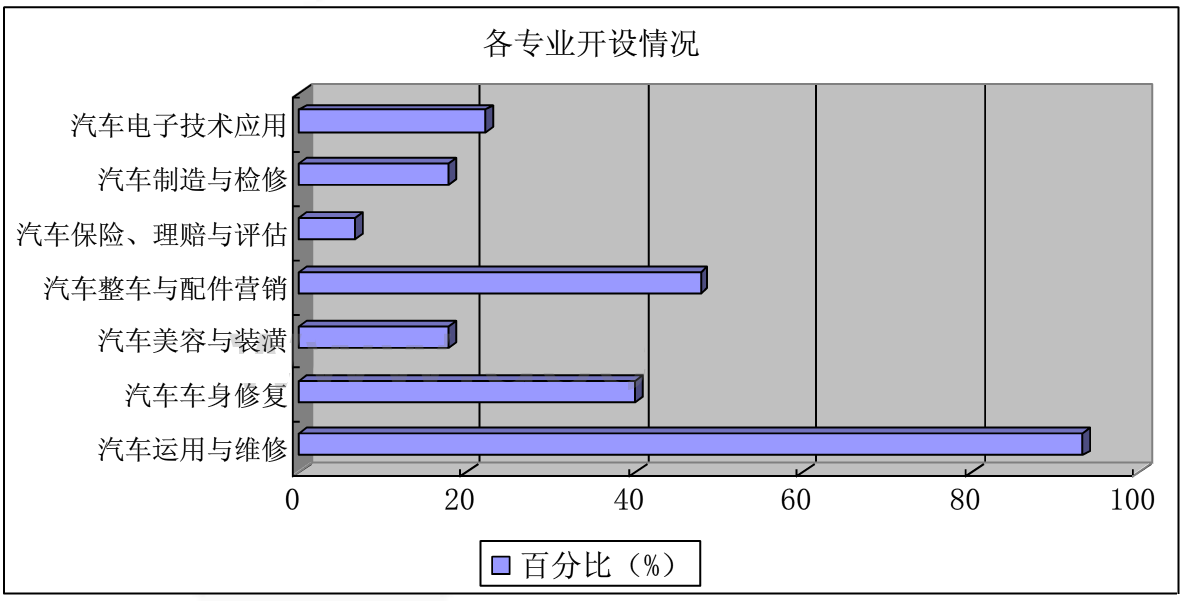 各专业开设情况
汽车电子技术应用
汽车制造与检修
汽车保险、理赔与评估
汽车整车与配件营销
汽车美容与装潢
汽车车身修复
汽车运用与维修
0 20 40 60 80 100
百分比（%）